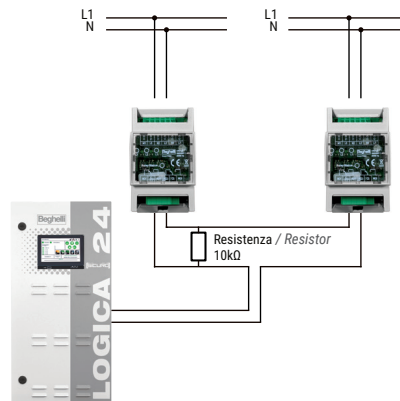 L1
N
L1
N
Beghelli
LOGICA 24
Resistenza / Resistor
10kΩ